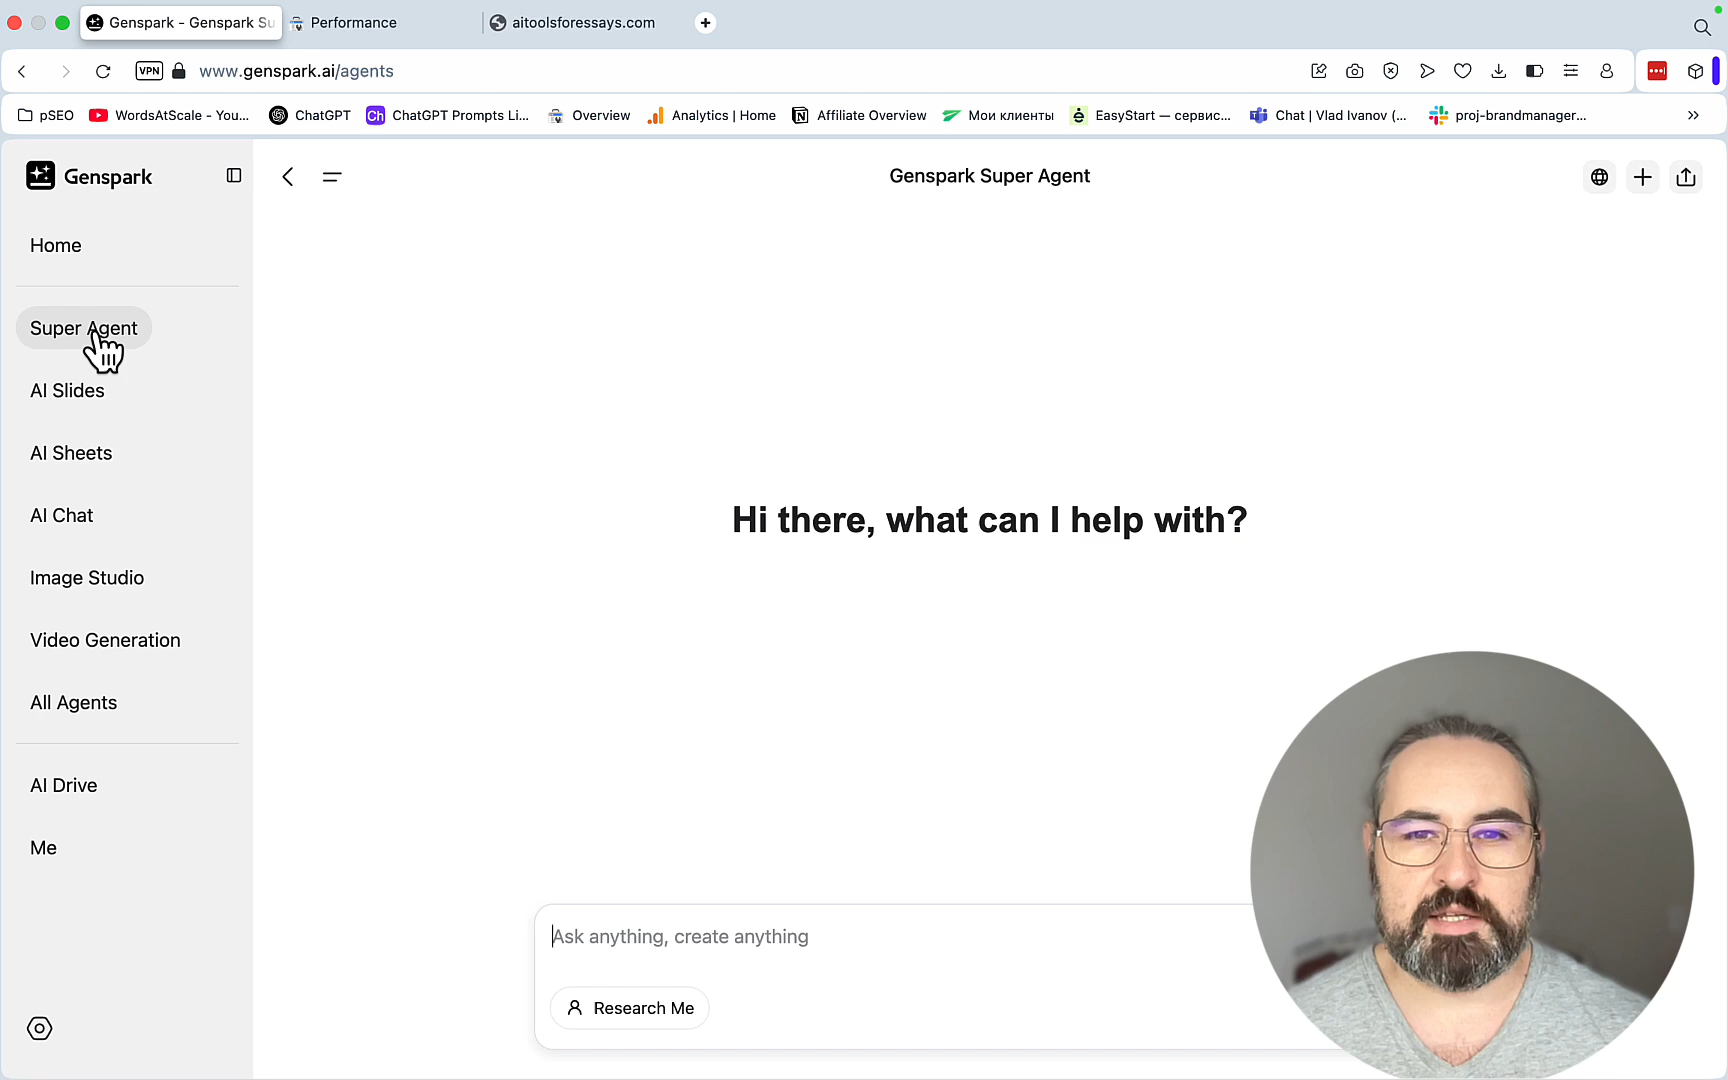 Genspark - Genspark Su
Performance
aitoolsforessays.com
VPN
www.genspark.ai/agents
pSEO
WordsAtScale - You...
ChatGPT
Ch
ChatGPT Prompts Li...
Overview
Analytics | Home
Affiliate Overview
Мои клиенты
EasyStart — сервис...
Chat | Vlad Ivanov (...
proj-brandmanager...
Genspark
Genspark Super Agent
Home
Super Agent
AI Slides
AI Sheets
AI Chat
Image Studio
Video Generation
All Agents
AI Drive
Me
Hi there, what can I help with?
Ask anything, create anything
Research Me